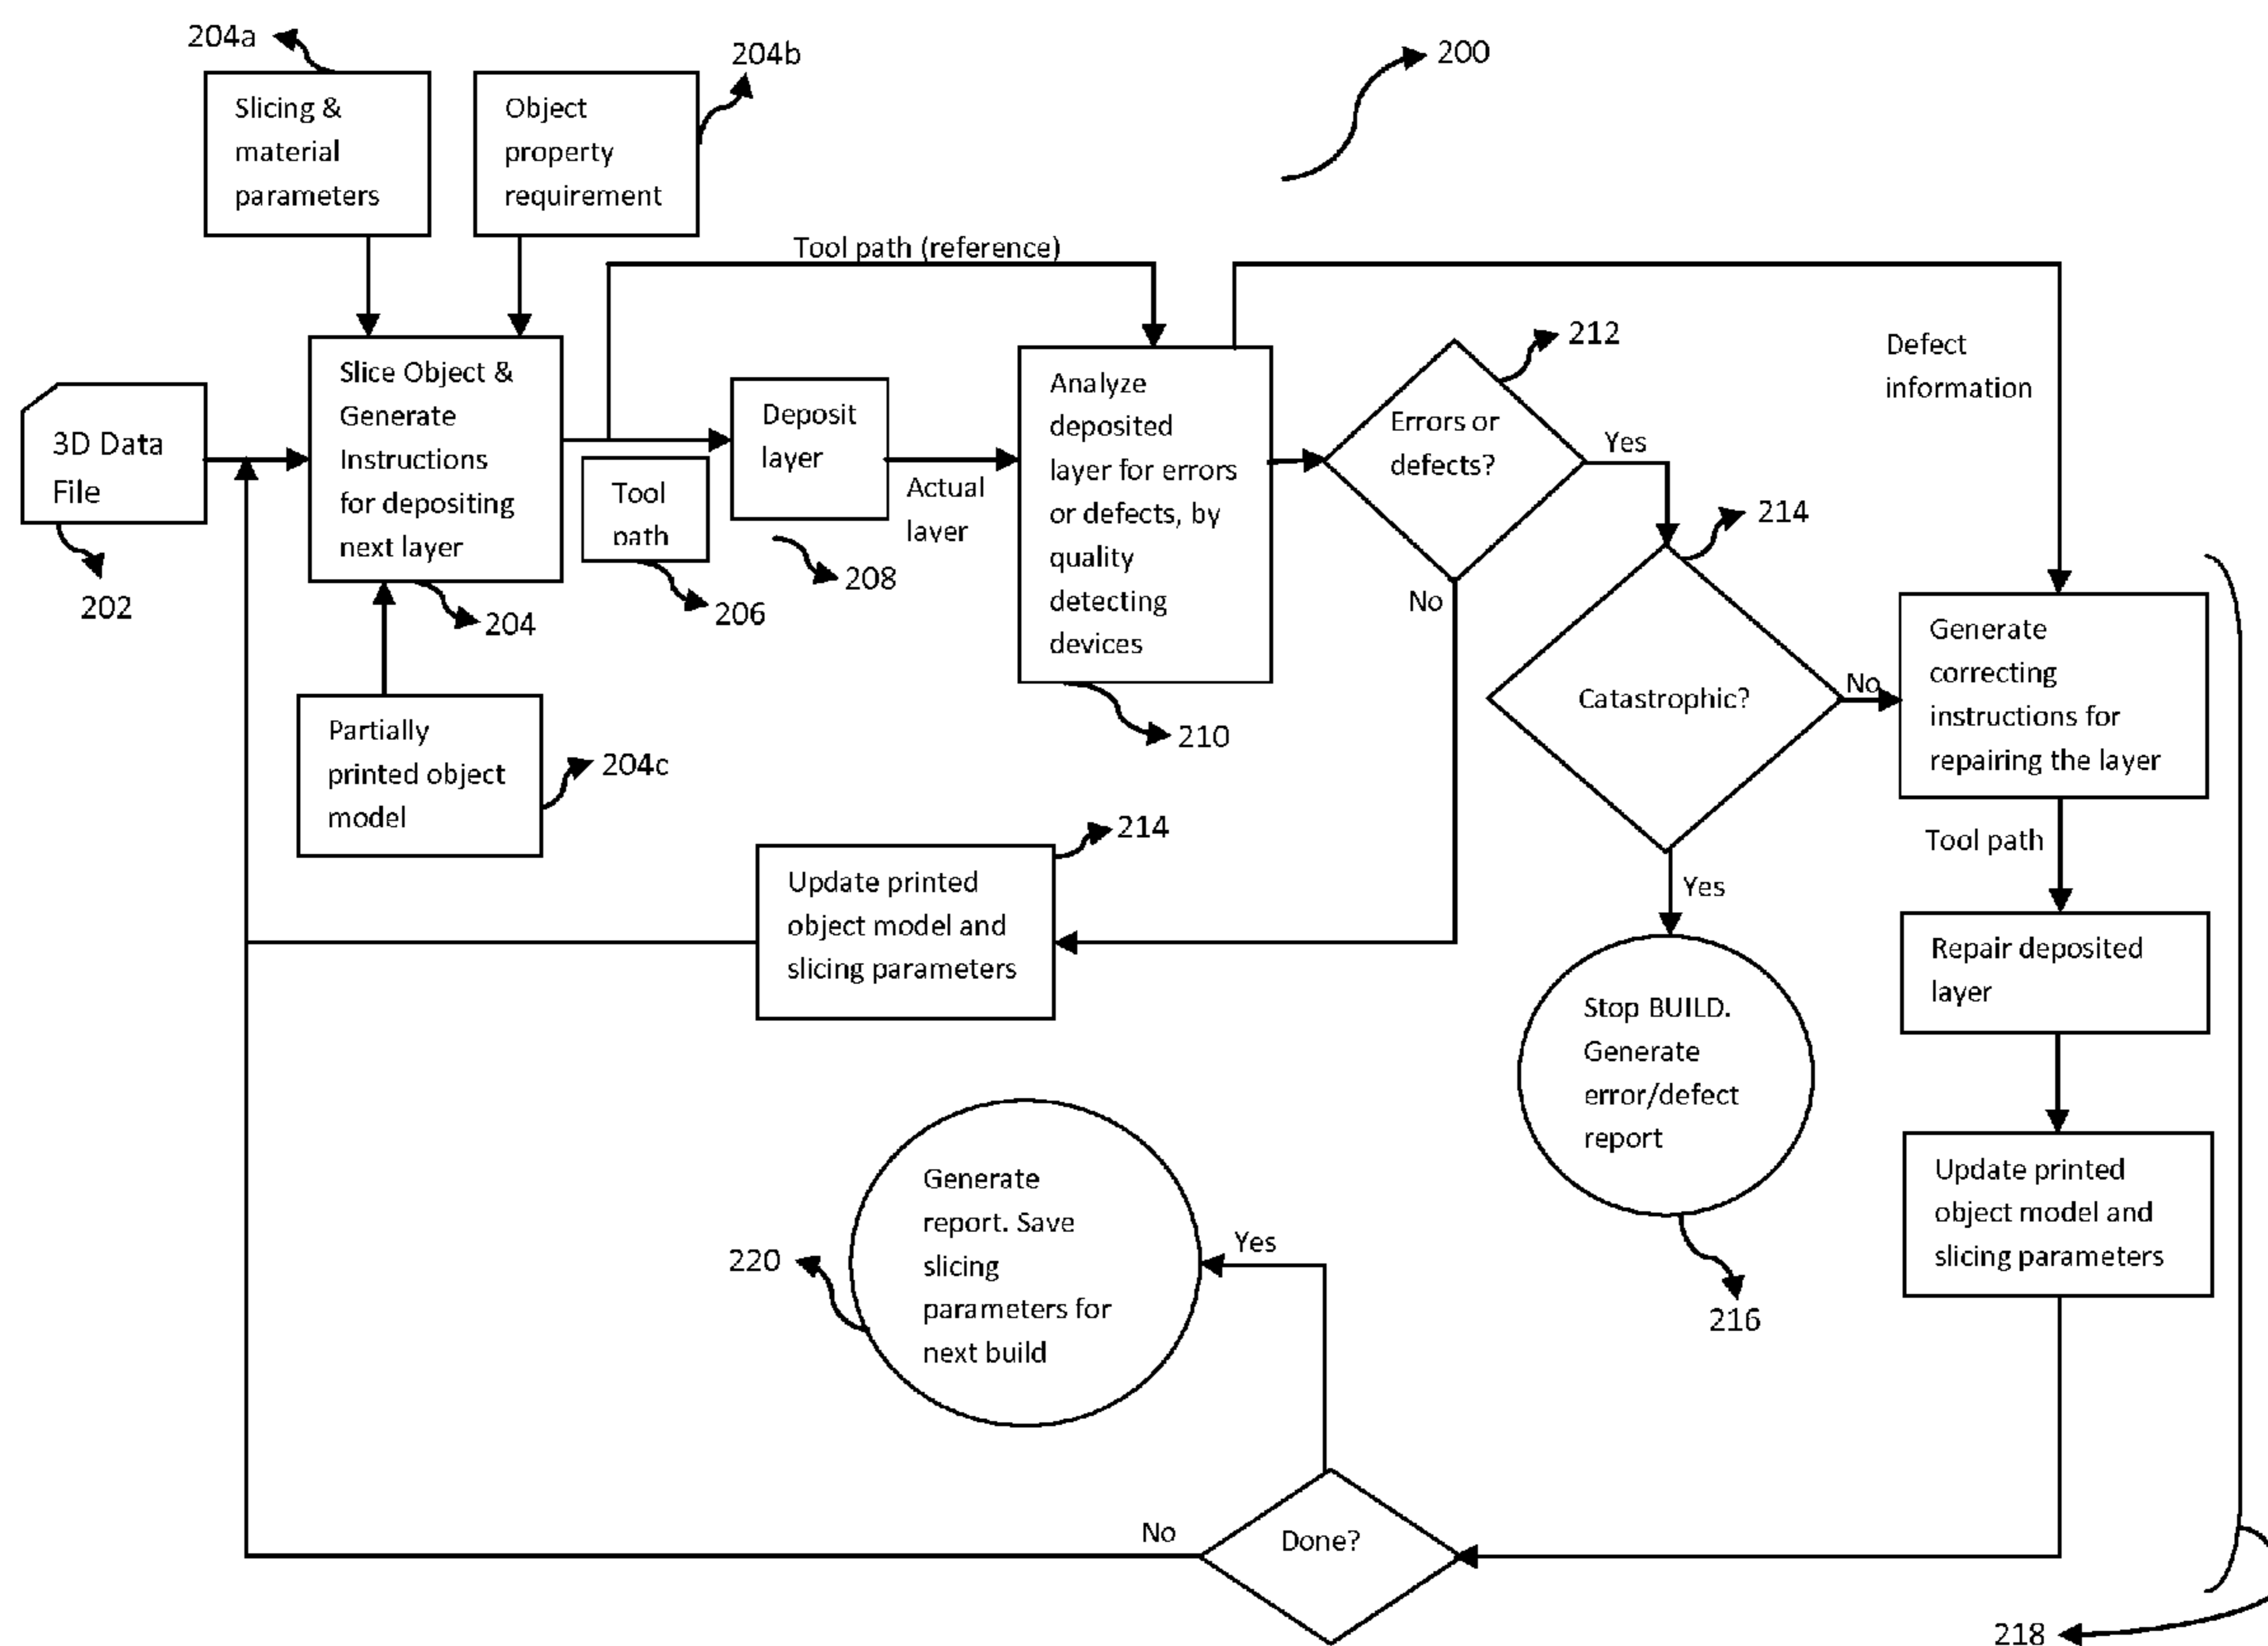 204a
204b
200
Slicing &
material
parameters
Object
property
requirement
Tool path (reference)
212
Defect
information
3D Data
File
202
Slice Object &
Generate
Instructions
for depositing
next layer
204
Tool
path
206
Deposit
layer
208
Actual
laver
Analyze
deposited
layer for errors
or defects, by
quality
detecting
devices
210
Errors or
defects?
Yes
No
214
Catastrophic?
No
Yes
Generate
correcting
instructions for
repairing the layer
Tool path
Partially
printed object
model
204c
214
Update printed
object model and
slicing parameters
Repair deposited
layer
Stop BUILD.
Generate
error/defect
report
216
Update printed
object model and
slicing parameters
Generate
report. Save
slicing
parameters for
next build
220
Yes
No
Done?
218